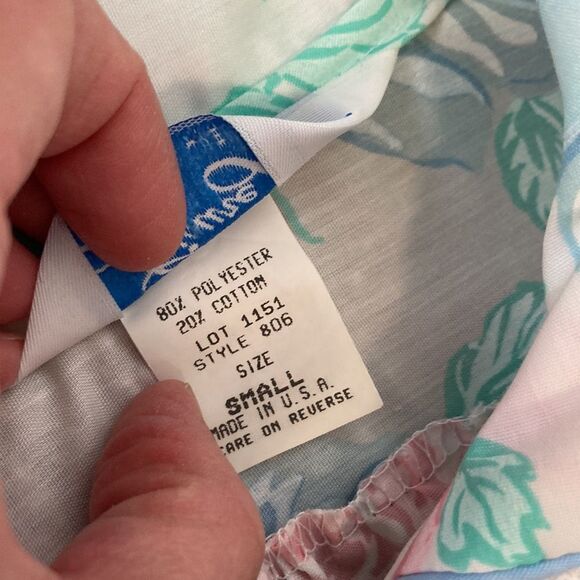 80% POLYESTER
20% COTTON
LOT 1151
STYLE 806
SIZE
SMALL
MADE IN U.S.A.
CARE ON REVERSE